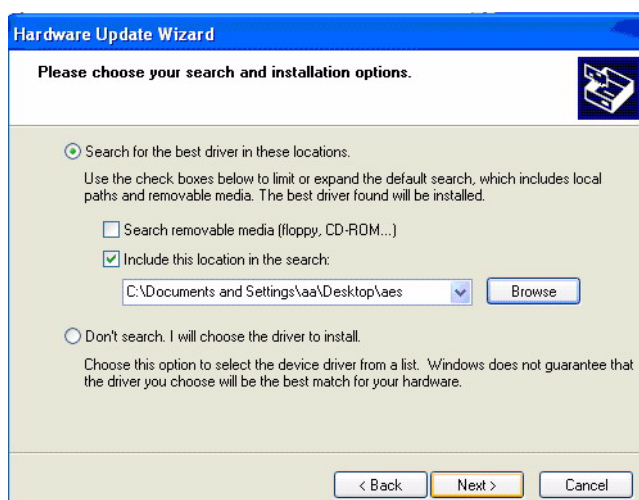 Hardware Update Wizard
Please choose your search and installation options.
Search for the best driver in these locations.
Use the check boxes below to limit or expand the default search, which includes local
paths and removable media. The best driver found will be installed.
Search removable media (floppy, CD-ROM...)
Include this location in the search:
C:\Documents and Settings\aa\Desktop\aes
Browse
Don't search. I will choose the driver to install.
Choose this option to select the device driver from a list. Windows does not guarantee that
the driver you choose will be the best match for your hardware.
< Back
Next >
Cancel